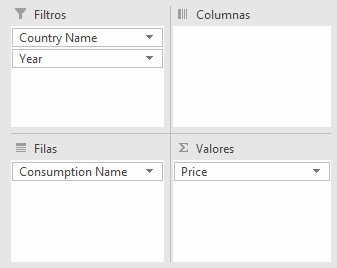 Filtros
Country Name
Year
Columnas
Filas
Consumption Name
Valores
Price